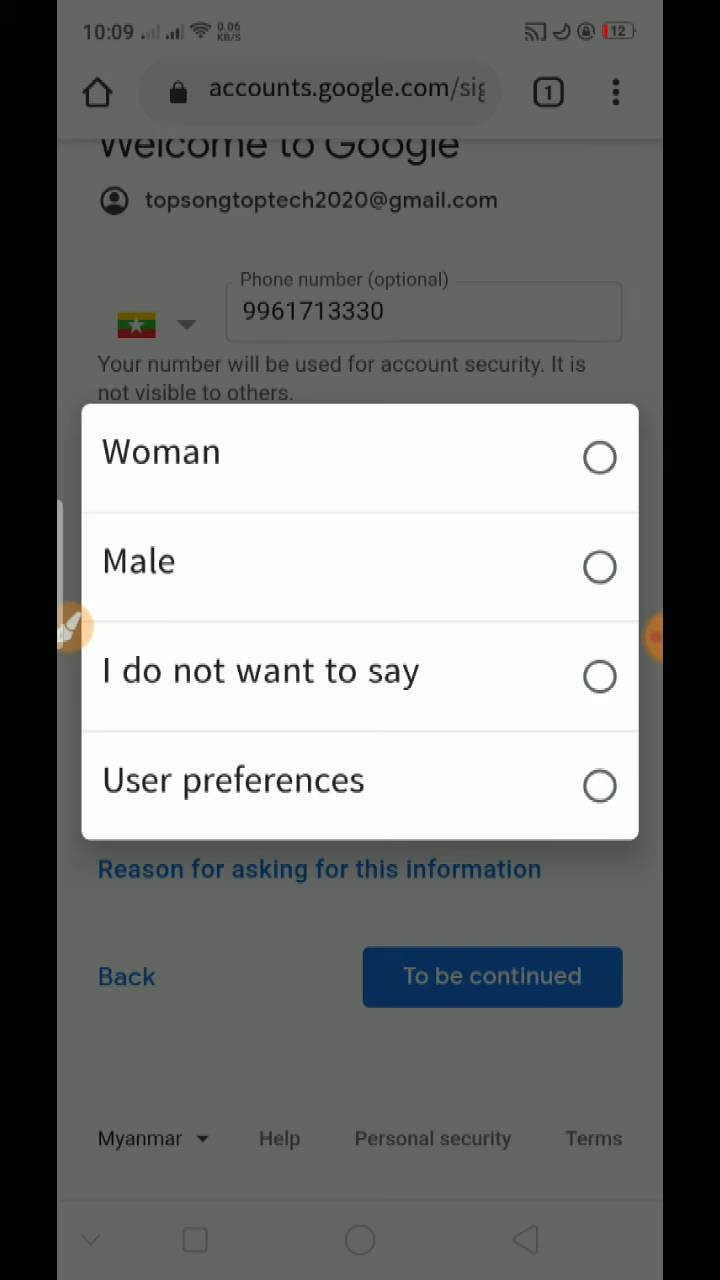 10:09
0.06
KB/S
12
accounts.google.com/sig
1
Welcome to Google
topsongtoptech2020@gmail.com
Phone number (optional)
9961713330
Your number will be used for account security. It is
not visible to others.
Woman
Male
I do not want to say
User preferences
Reason for asking for this information
Back
To be continued
Myanmar
Help
Personal security
Terms